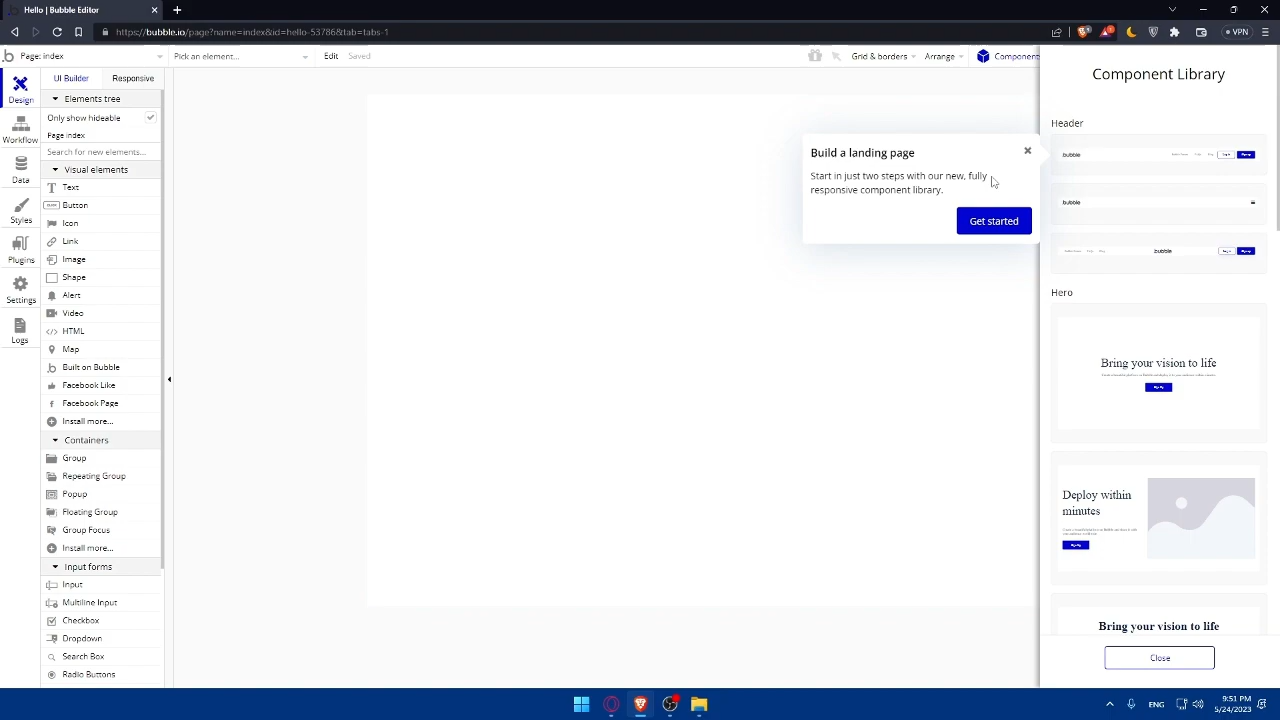 Hello | Bubble Editor
https://bubble.io/page?name=index&id=hello-53786&tab=tabs-1
VPN
Page: index
Pick an element...
Edit
Saved
Grid & borders
Arrange
Component
Design
Workflow
Data
Styles
Plugins
Settings
Logs
UI Builder
Responsive
Elements tree
Only show hideable
Page index
Search for new elements...
Visual elements
Text
Button
Icon
Link
Image
Shape
Alert
Video
HTML
Map
Built on Bubble
Facebook Like
Facebook Page
Install more...
Containers
Group
Repeating Group
Popup
Floating Group
Group Focus
Install more...
Input forms
Input
Multiline Input
Checkbox
Dropdown
Search Box
Radio Buttons
Build a landing page
Start in just two steps with our new, fully
responsive component library.
Get started
Component Library
Header
bubble
bubble
bubble
Hero
Bring your vision to life
Deploy within
minutes
Bring your vision to life
Close
ENG
9:51 PM
5/24/2023